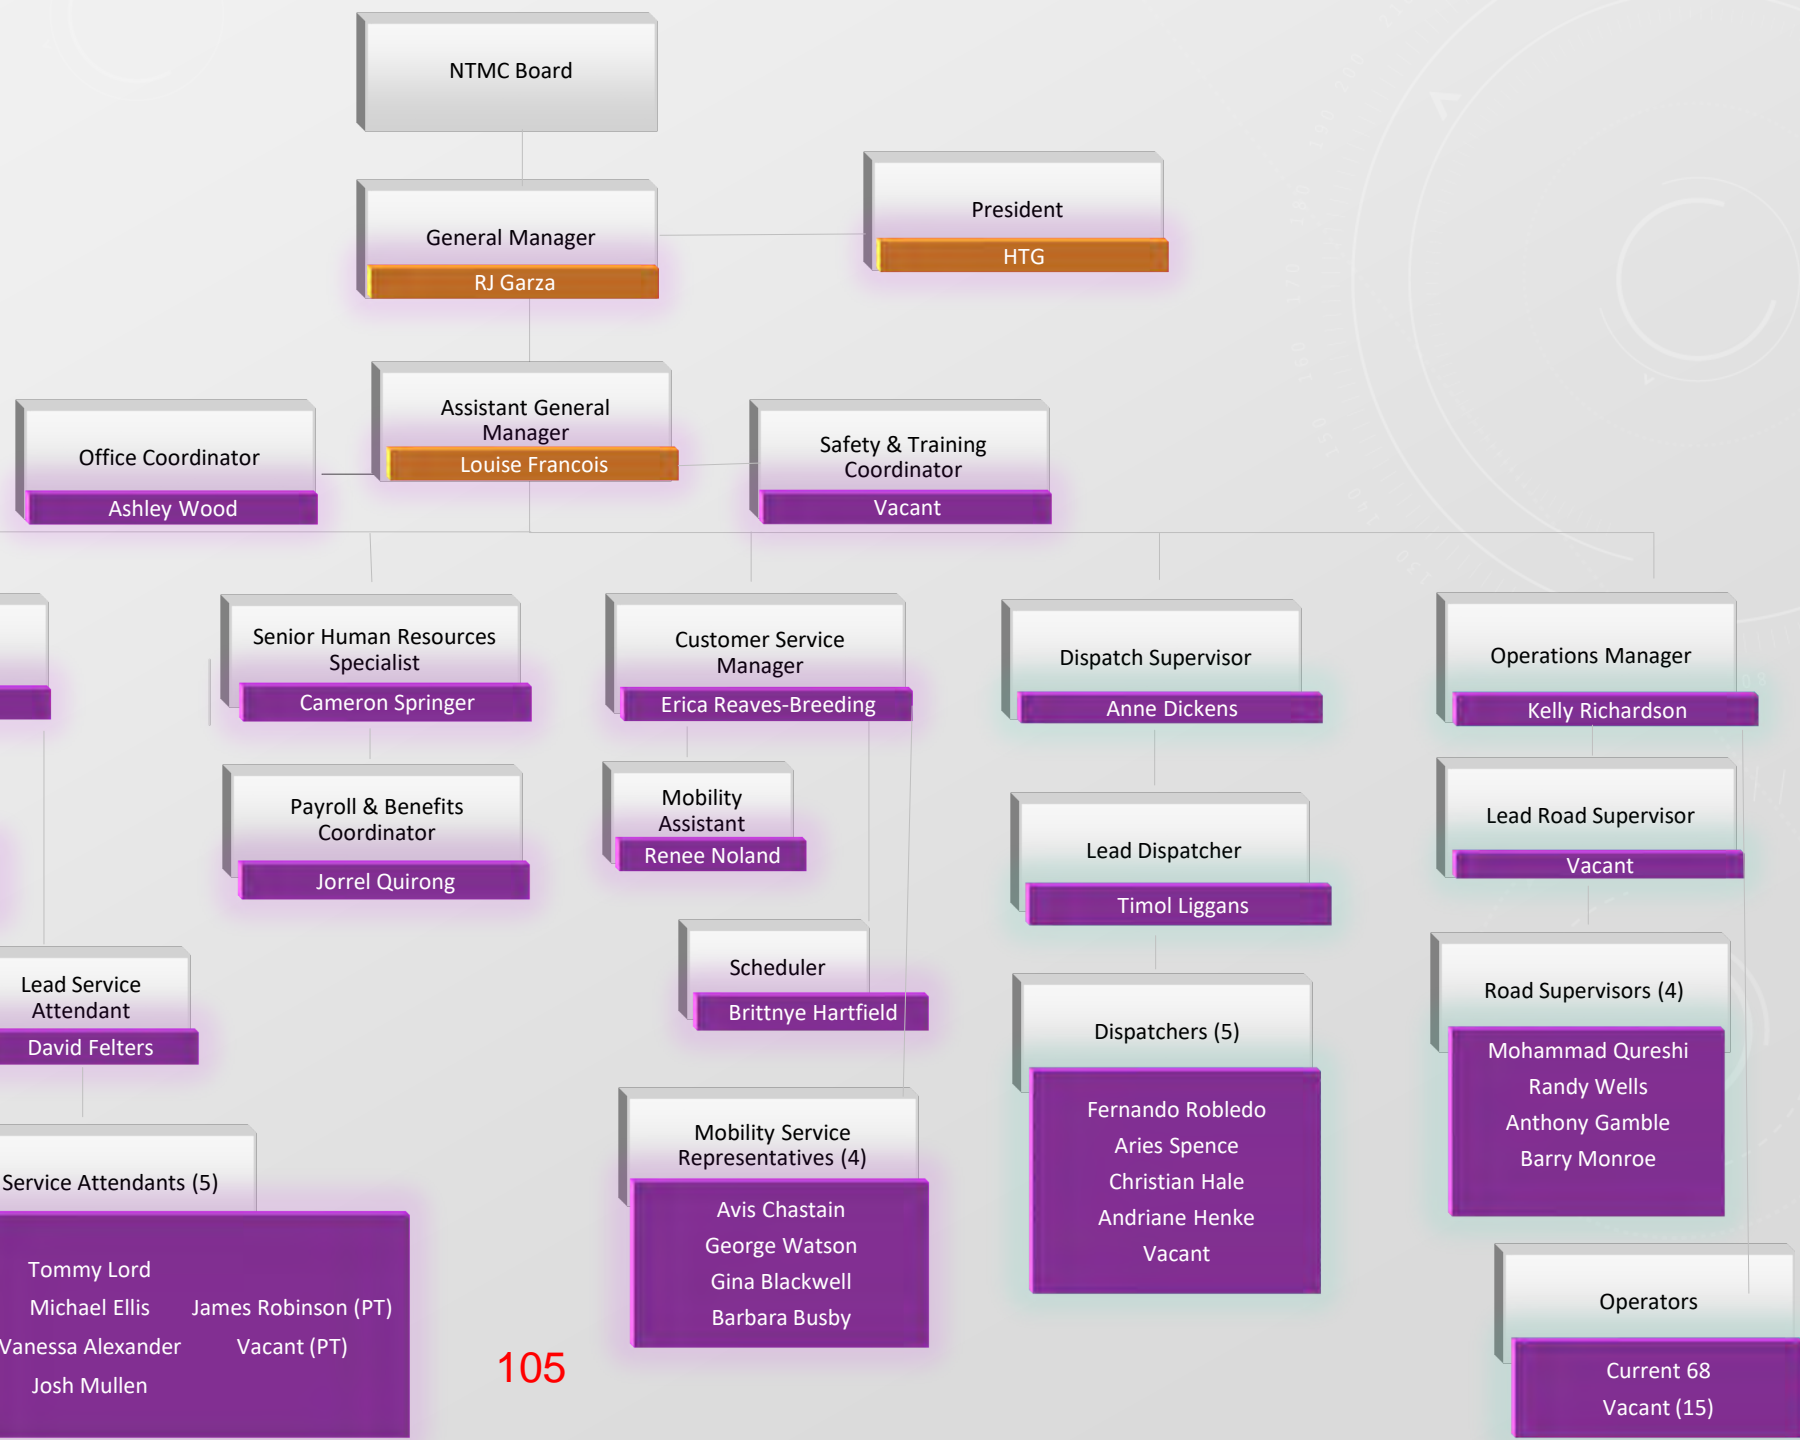 NTMC Board
President
HTG
General Manager
RJ Garza
Assistant General
Manager
Louise Francois
Office Coordinator
Ashley Wood
Safety & Training
Coordinator
Vacant
Senior Human Resources
Specialist
Cameron Springer
Customer Service
Manager
Erica Reaves-Breeding
Dispatch Supervisor
Anne Dickens
Operations Manager
Kelly Richardson
Payroll & Benefits
Coordinator
Jorrel Quirong
Mobility
Assistant
Renee Noland
Lead Dispatcher
Timol Liggans
Lead Road Supervisor
Vacant
Lead Service
Attendant
David Felters
Scheduler
Brittnye Hartfield
Dispatchers (5)
Fernando Robledo
Aries Spence
Christian Hale
Andriane Henke
Vacant
Road Supervisors (4)
Mohammad Qureshi
Randy Wells
Anthony Gamble
Barry Monroe
Service Attendants (5)
Tommy Lord
Michael Ellis
Vanessa Alexander
Josh Mullen
James Robinson (PT)
Vacant (PT)
Mobility Service
Representatives (4)
Avis Chastain
George Watson
Gina Blackwell
Barbara Busby
Operators
Current 68
Vacant (15)
105